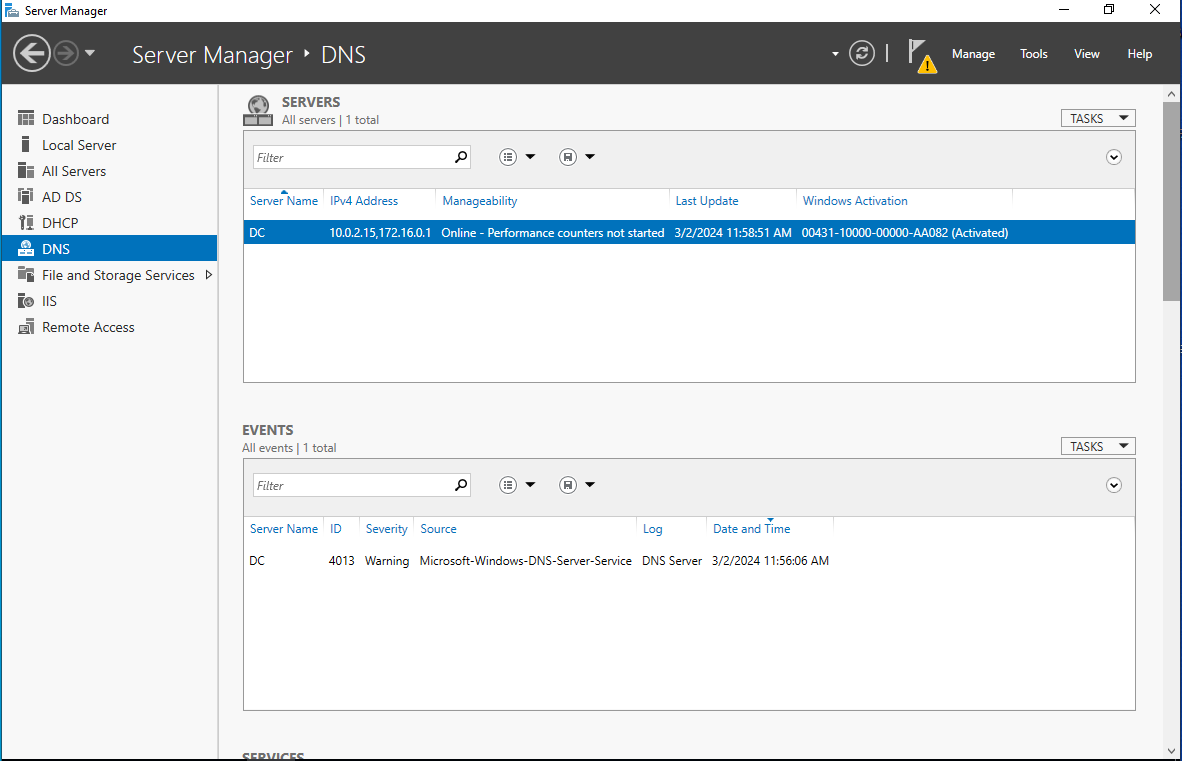 Server Manager
Server Manager ‣ DNS
Manage Tools View Help
Dashboard
Local Server
All Servers
AD DS
DHCP
DNS
File and Storage Services
IIS
Remote Access
SERVERS
All servers | 1 total
TASKS
Filter
Server Name IPv4 Address Manageability Last Update Windows Activation
DC 10.0.2.15,172.16.0.1 Online - Performance counters not started 3/2/2024 11:58:51 AM 00431-10000-00000-AA082 (Activated)
EVENTS
All events | 1 total
TASKS
Filter
Server Name ID Severity Source Log Date and Time
DC 4013 Warning Microsoft-Windows-DNS-Server-Service DNS Server 3/2/2024 11:56:06 AM
SERVICES